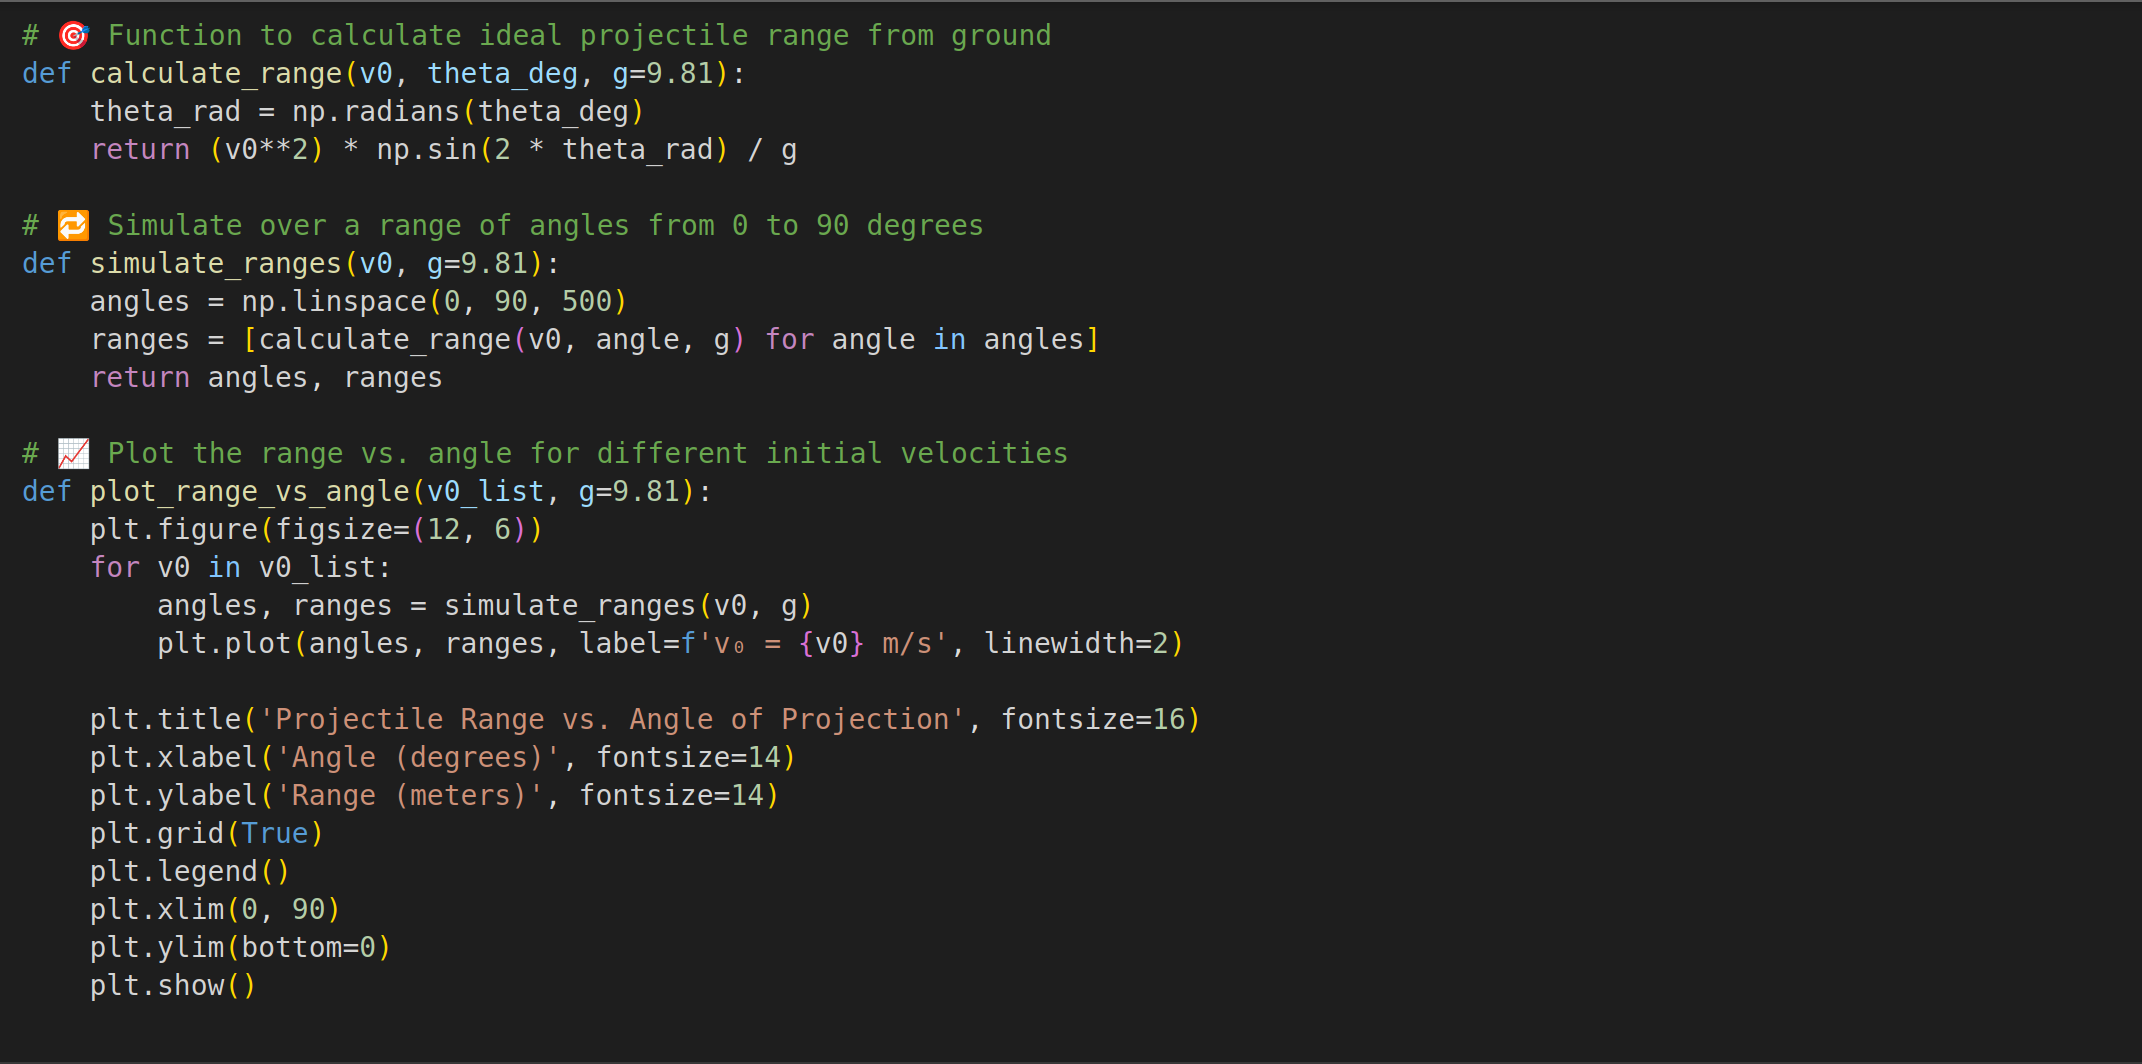 # 🎯 Function to calculate ideal projectile range from ground
def calculate_range(v0, theta_deg, g=9.81):
    theta_rad = np.radians(theta_deg)
    return (v0**2) * np.sin(2 * theta_rad) / g

# 🔁 Simulate over a range of angles from 0 to 90 degrees
def simulate_ranges(v0, g=9.81):
    angles = np.linspace(0, 90, 500)
    ranges = [calculate_range(v0, angle, g) for angle in angles]
    return angles, ranges

# 📈 Plot the range vs. angle for different initial velocities
def plot_range_vs_angle(v0_list, g=9.81):
    plt.figure(figsize=(12, 6))
    for v0 in v0_list:
        angles, ranges = simulate_ranges(v0, g)
        plt.plot(angles, ranges, label=f'v₀ = {v0} m/s', linewidth=2)

    plt.title('Projectile Range vs. Angle of Projection', fontsize=16)
    plt.xlabel('Angle (degrees)', fontsize=14)
    plt.ylabel('Range (meters)', fontsize=14)
    plt.grid(True)
    plt.legend()
    plt.xlim(0, 90)
    plt.ylim(bottom=0)
    plt.show()